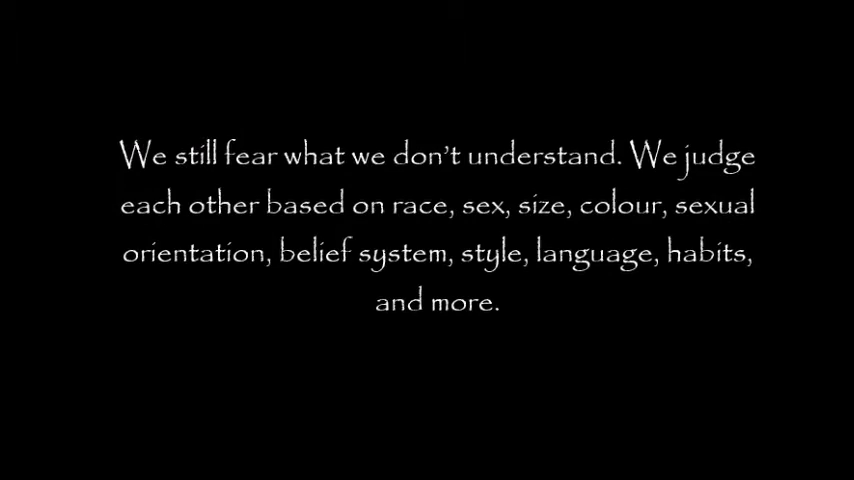 We still fear what we don't understand. We judge
each other based on race, sex, size, colour, sexual
orientation, belief system, style, language, habits,
and more.